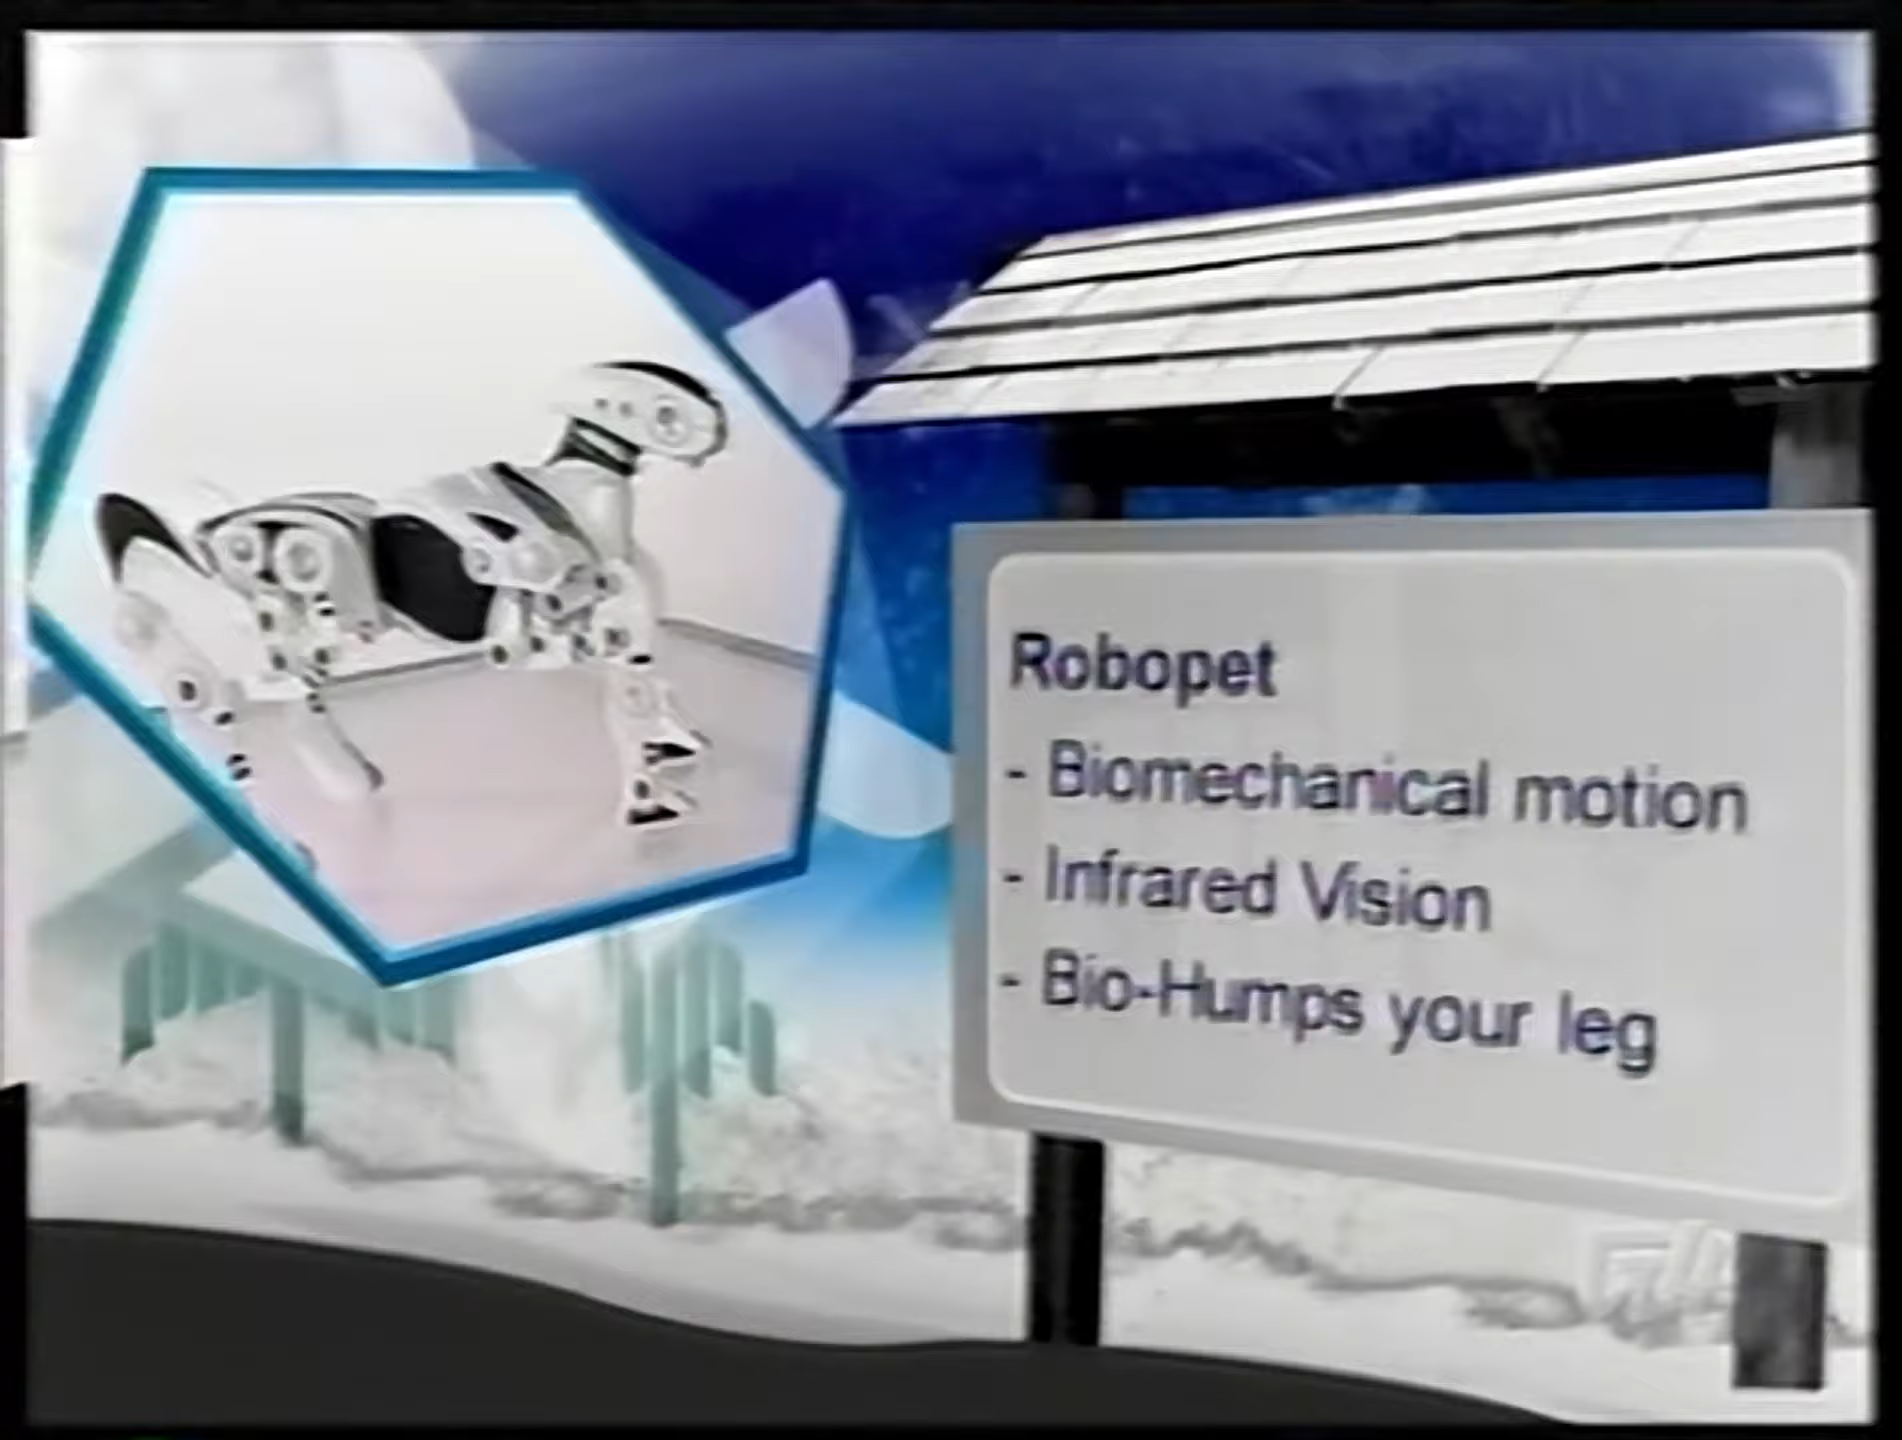 Robopet
- Biomechanical motion
- Infrared Vision
- Bio-Humps your leg